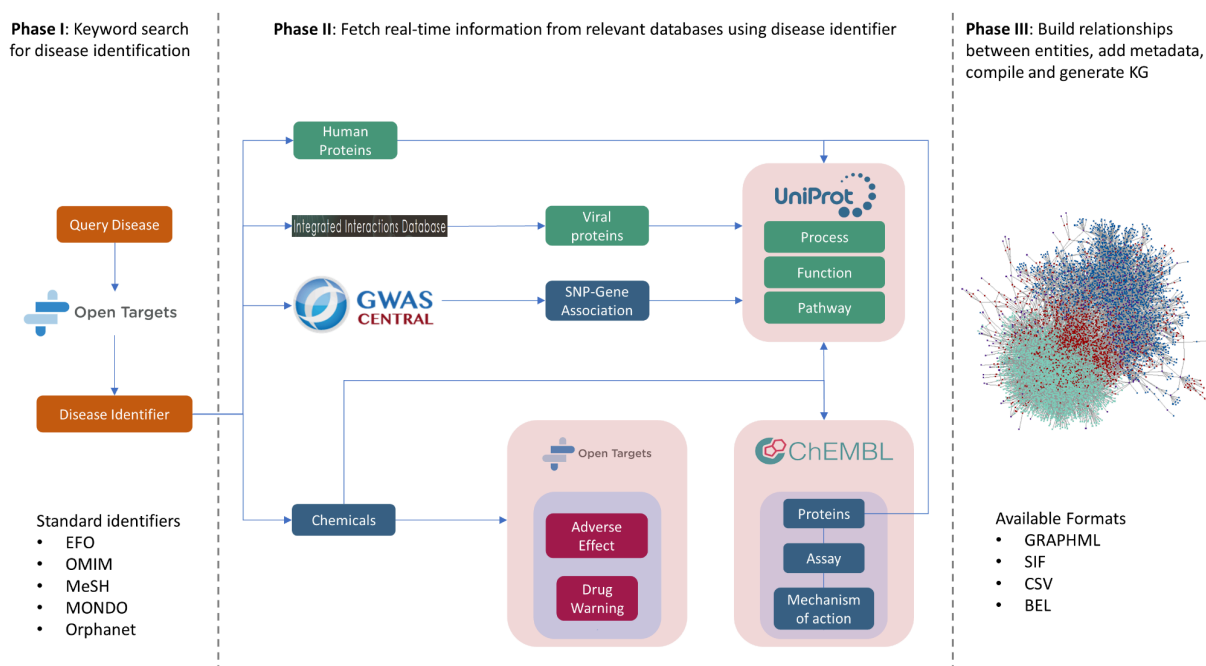 Phase I: Keyword search
for disease identification
Phase II: Fetch real-time information from relevant databases using disease identifier
Phase III: Build relationships
between entities, add metadata,
compile and generate KG
Query Disease
Open Targets
Disease Identifier
Standard identifiers
• EFO
• OMIM
• MeSH
• MONDO
• Orphanet
Human
Proteins
Integrated Interactions Database
Viral
proteins
GWAS
CENTRAL
SNP-Gene
Association
UniProt
Process
Function
Pathway
Chemicals
Open Targets
Adverse
Effect
Drug
Warning
ChEMBL
Proteins
Assay
Mechanism
of action
Available Formats
• GRAPHML
• SIF
• CSV
• BEL